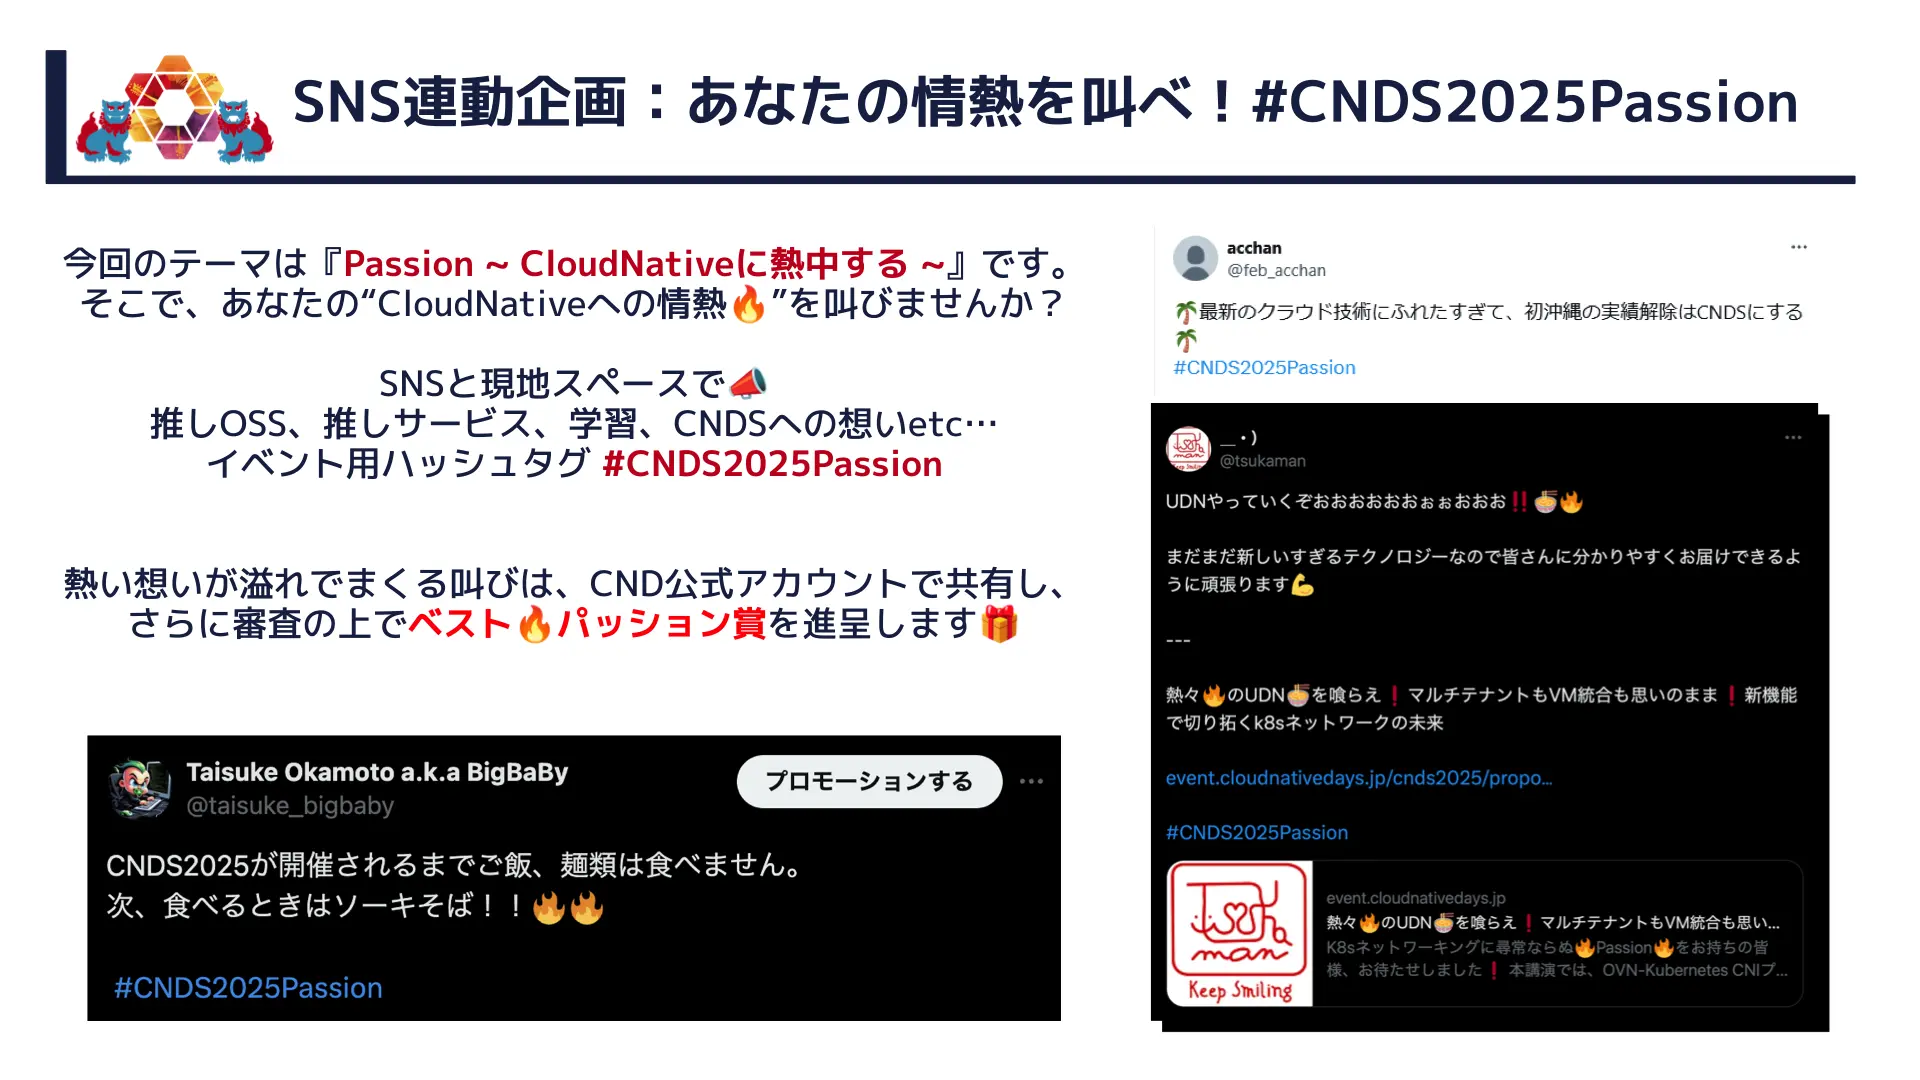 SNS連動企画：あなたの情熱を叫べ！#CNDS2025Passion
今回のテーマは『Passion ~ CloudNativeに熱中する ~』です。
そこで、あなたの“CloudNativeへの情熱🔥”を叫びませんか？
SNSと現地スペースで📣
推しOSS、推しサービス、学習、CNDSへの想いetc…
イベント用ハッシュタグ #CNDS2025Passion
熱い想いが溢れでまくる叫びは、CND公式アカウントで共有し、
さらに審査の上でベスト🔥パッション賞を進呈します🎁
Taisuke Okamoto a.k.a BigBaBy
@taisuke_bigbaby
プロモーションする
CNDS2025が開催されるまでご飯、麺類は食べません。
次、食べるときはソーキそば！！🔥🔥
#CNDS2025Passion
acchan
@feb_acchan
🌴最新のクラウド技術にふれたすぎて、初沖縄の実績解除はCNDSにする
🌴
#CNDS2025Passion
＿・)
@tsukaman
UDNやっていくぞおおおおおおぉぉおおお‼️🍜🔥
まだまだ新しいすぎるテクノロジーなので皆さんに分かりやすくお届けできるよ
うに頑張ります💪
---
熱々🔥のUDN🍜を喰らえ❗マルチテナントもVM統合も思いのまま❗新機能
で切り拓くk8sネットワークの未来
event.cloudnativedays.jp/cnds2025/propo…
#CNDS2025Passion
Tsuka
man
Keep Smiling
event.cloudnativedays.jp
熱々🔥のUDN🍜を喰らえ❗マルチテナントもVM統合も思い...
K8sネットワーキングに尋常ならぬ🔥Passion🔥をお持ちの皆
様、お待たせしました❗ 本講演では、OVN-Kubernetes CNIプ...